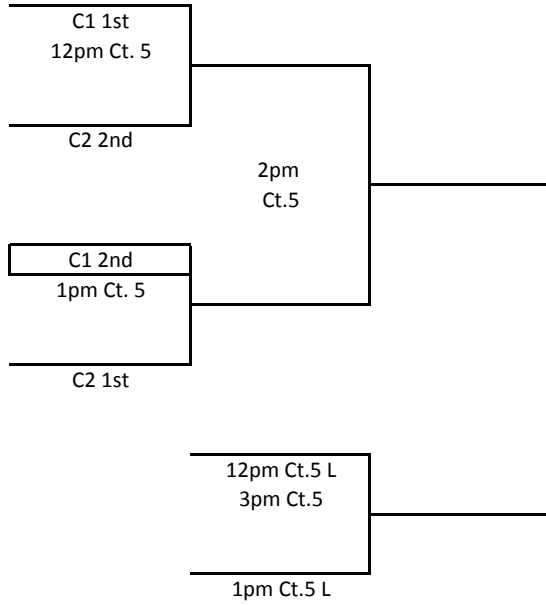 C1 1st
12pm Ct. 5
C2 2nd
2pm
Ct.5
C1 2nd
1pm Ct. 5
C2 1st
12pm Ct.5 L
3pm Ct.5
1pm Ct.5 L